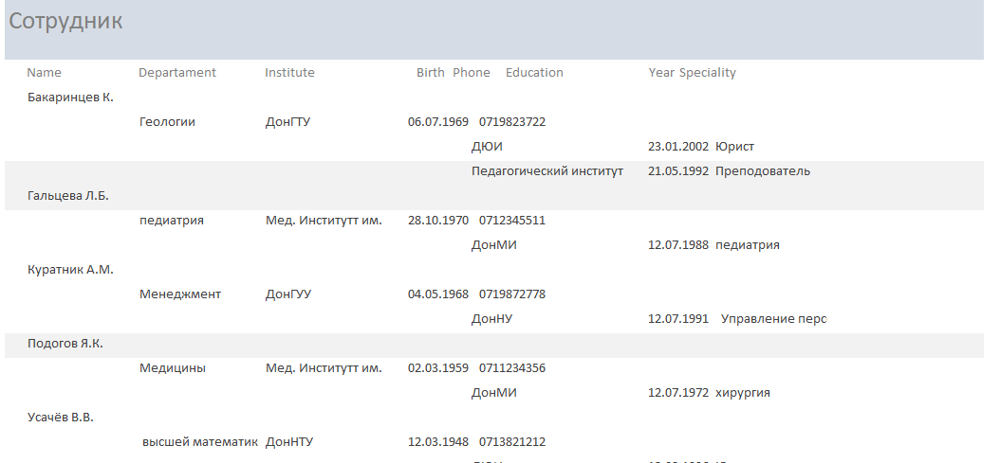 Сотрудник
Name Departament Institute Birth Phone Education Year Speciality
Бакаринцев К.
Геологии ДонГТУ 06.07.1969 0719823722
ДЮИ 23.01.2002 Юрист
Педагогический институт 21.05.1992 Преподователь
Гальцева Л.Б.
педиатрия Мед. Институтт им. 28.10.1970 0712345511
ДонМИ 12.07.1988 педиатрия
Куратник А.М.
Менеджмент ДонГУУ 04.05.1968 0719872778
ДонНУ 12.07.1991 Управление перс
Подогов Я.К.
Медицины Мед. Институтт им. 02.03.1959 0711234356
ДонМИ 12.07.1972 хирургия
Усачёв В.В.
высшей математик ДонНТУ 12.03.1948 0713821212